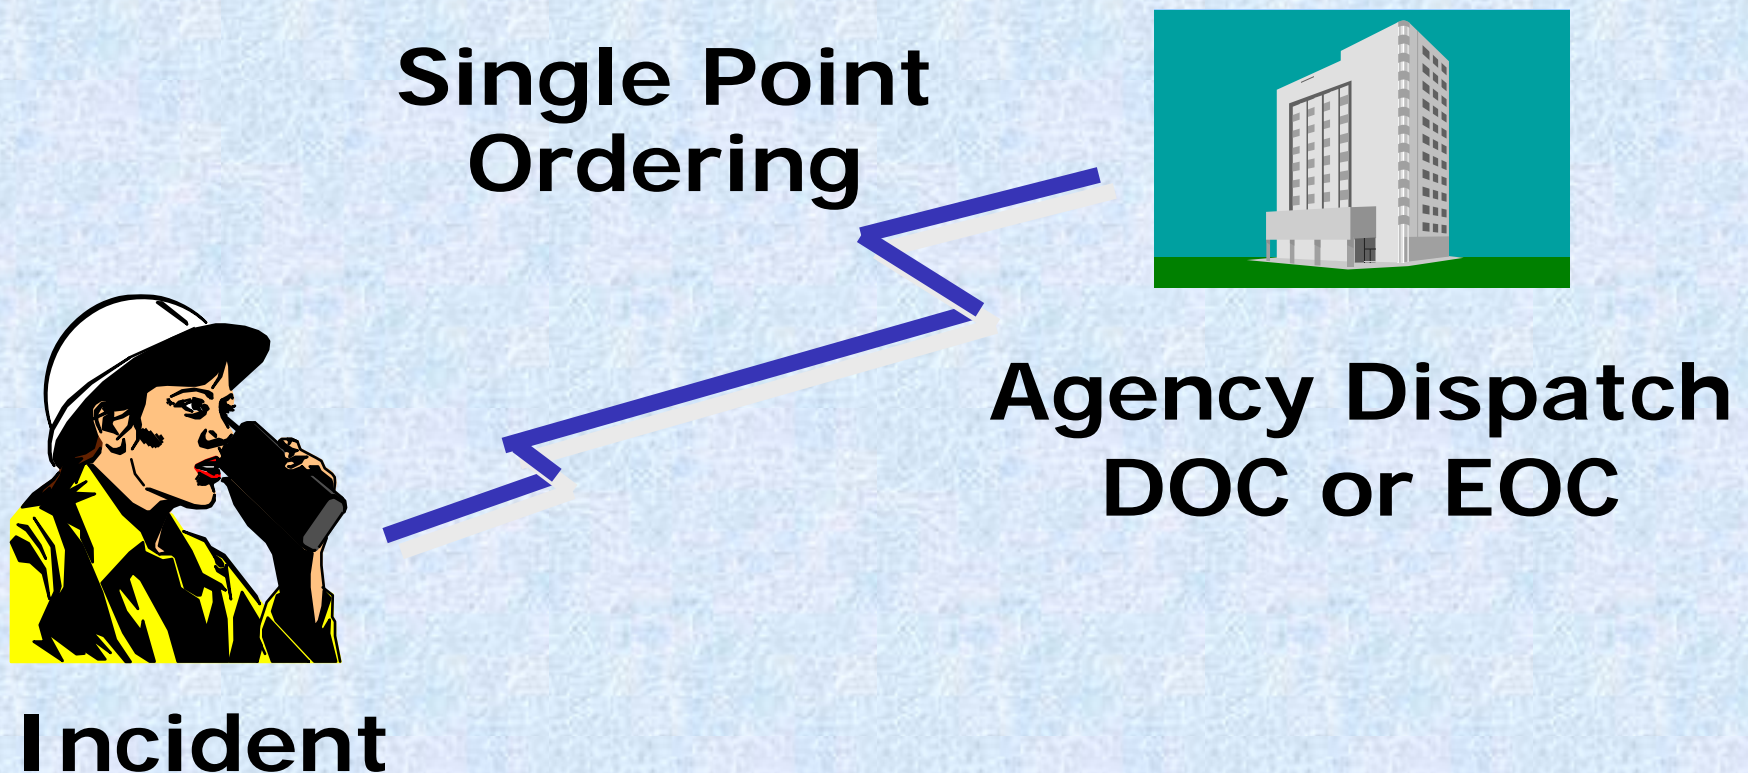 Single Point
Ordering
Agency Dispatch
DOC or EOC
Incident